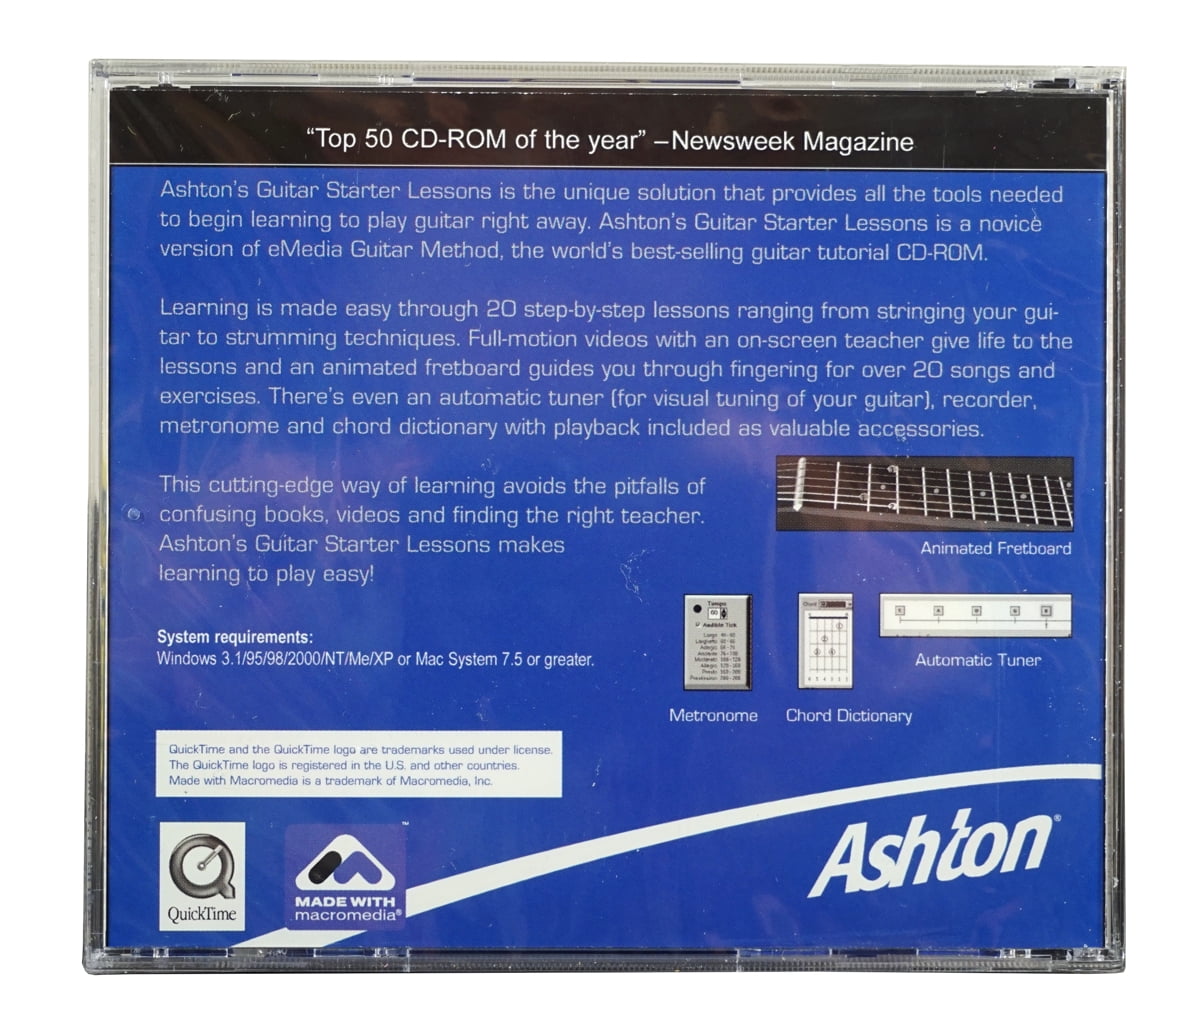 “Top 50 CD-ROM of the year” –Newsweek Magazine
Ashton's Guitar Starter Lessons is the unique solution that provides all the tools needed
to begin learning to play guitar right away. Ashton's Guitar Starter Lessons is a novice
version of eMedia Guitar Method, the world's best-selling guitar tutorial CD-ROM.
Learning is made easy through 20 step-by-step lessons ranging from stringing your gui-
tar to strumming techniques. Full-motion videos with an on-screen teacher give life to the
lessons and an animated fretboard guides you through fingering for over 20 songs and
exercises. There's even an automatic tuner (for visual tuning of your guitar), recorder,
metronome and chord dictionary with playback included as valuable accessories.
This cutting-edge way of learning avoids the pitfalls of
confusing books, videos and finding the right teacher.
Ashton's Guitar Starter Lessons makes
learning to play easy!
Animated Fretboard
System requirements:
Windows 3.1/95/98/2000/NT/Me/XP or Mac System 7.5 or greater.
Tempo
60
Audible Tick
Chord
Automatic Tuner
Metronome
Chord Dictionary
QuickTime and the QuickTime logo are trademarks used under license.
The QuickTime logo is registered in the U.S. and other countries.
Made with Macromedia is a trademark of Macromedia, Inc.
Ashton®
QuickTime
™
MADE WITH
macromedia®